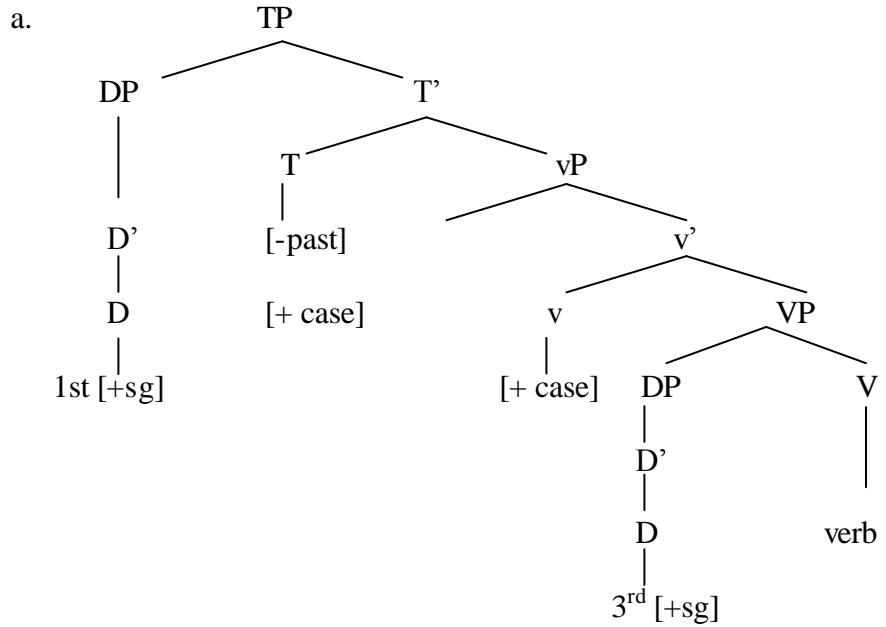 a. TP
DP T’
T vP
D’ [-past] v’
D [+ case] v VP
1st [+sg] [+ case] DP V
D’
D verb
3rd [+sg]